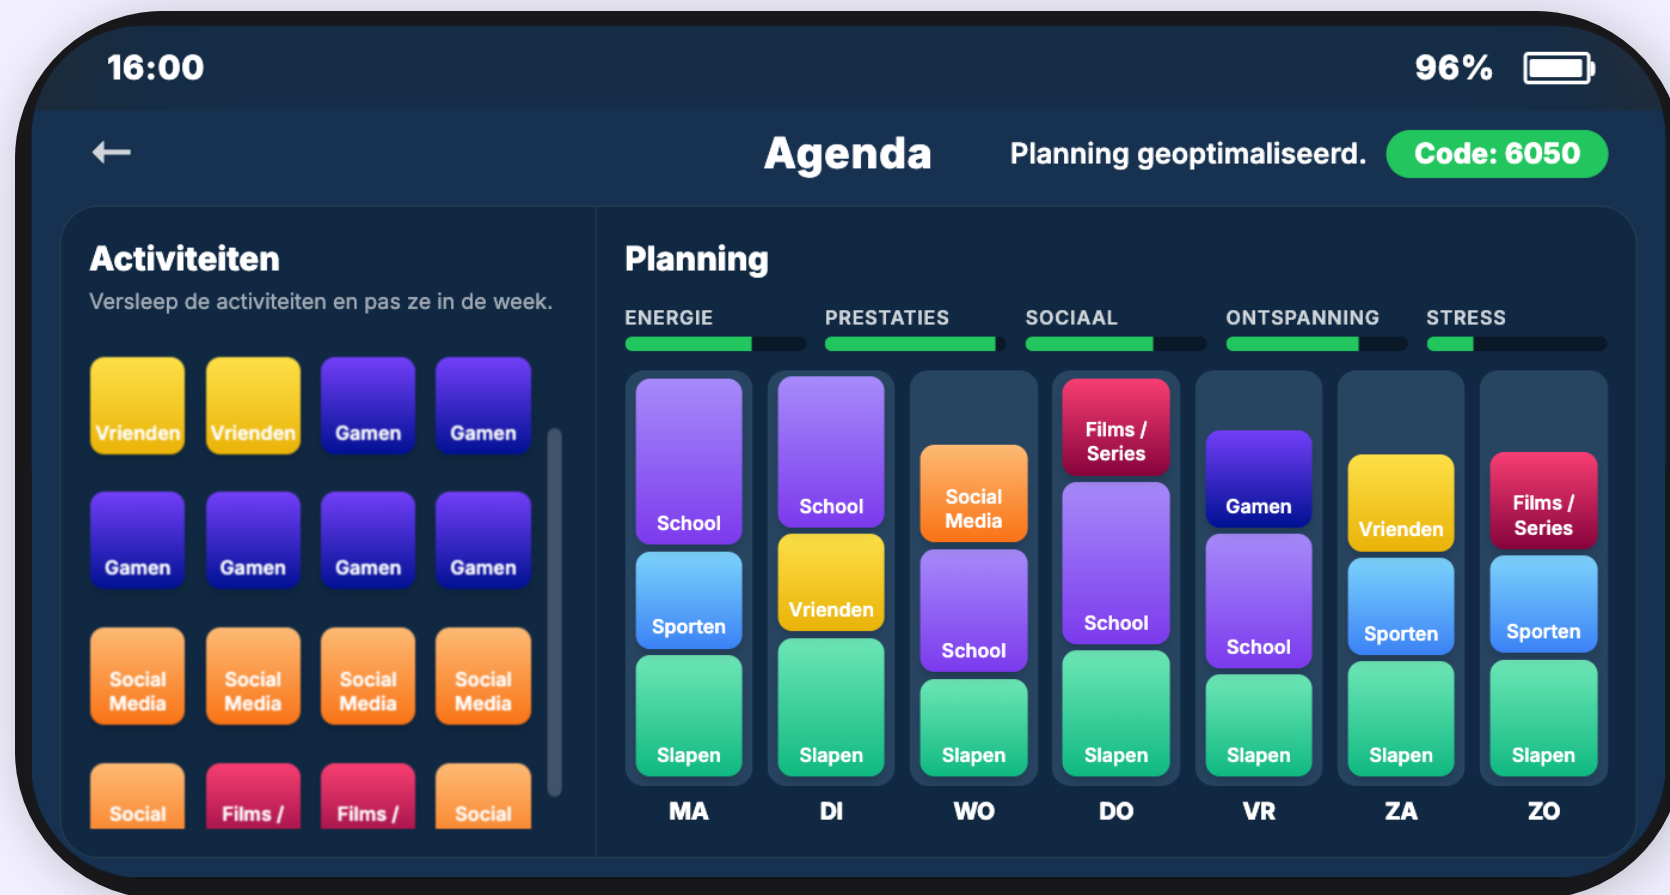 16:00
96%
Agenda
Planning geoptimaliseerd.
Code: 6050
Activiteiten
Versleep de activiteiten en pas ze in de week.
Vrienden
Vrienden
Gamen
Gamen
Gamen
Gamen
Gamen
Gamen
Social
Media
Social
Media
Social
Media
Social
Media
Social
Films /
Films /
Social
Planning
ENERGIE
PRESTATIES
SOCIAAL
ONTSPANNING
STRESS
School
Sporten
Slapen
MA
School
Vrienden
Slapen
DI
Social
Media
School
Slapen
WO
Films /
Series
School
Slapen
DO
Gamen
School
Slapen
VR
Vrienden
Sporten
Slapen
ZA
Films /
Series
Sporten
Slapen
ZO